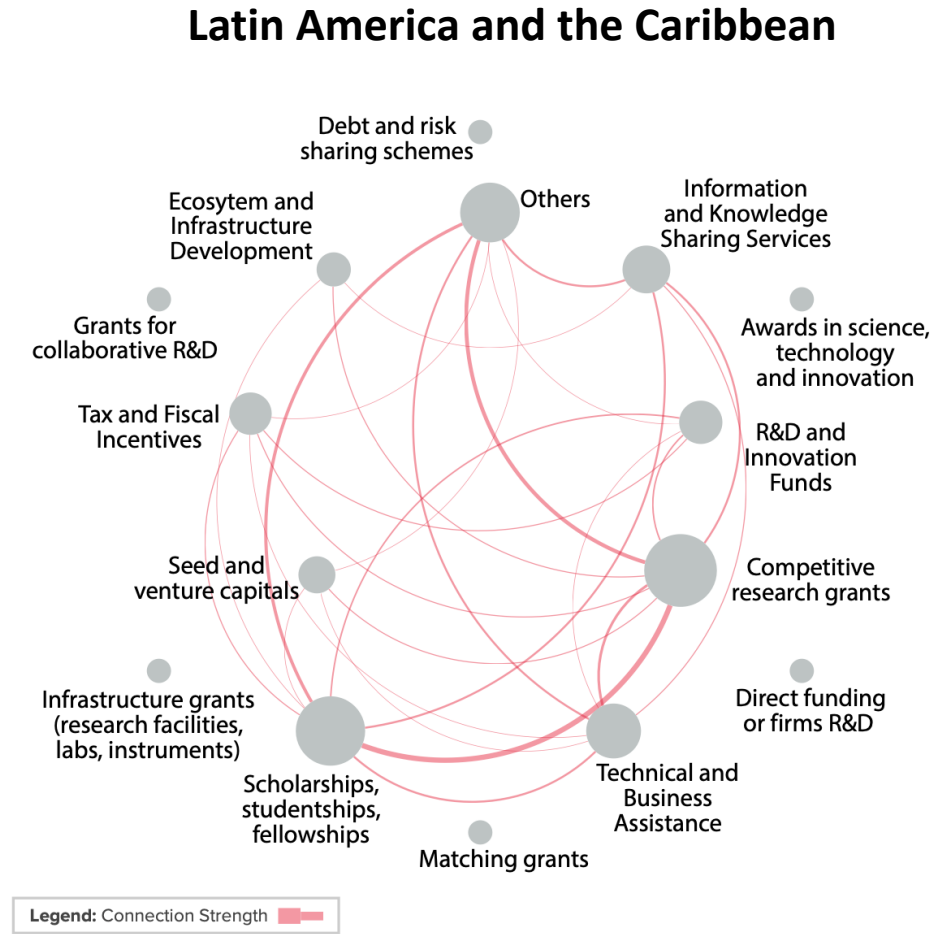 Latin America and the Caribbean
Debt and risk
sharing schemes
Others
Information
and Knowledge
Sharing Services
Ecosytem and
Infrastructure
Development
Grants for
collaborative R&D
Awards in science,
technology
and innovation
Tax and Fiscal
Incentives
R&D and
Innovation
Funds
Seed and
venture capitals
Competitive
research grants
Infrastructure grants
(research facilities,
labs, instruments)
Direct funding
or firms R&D
Scholarships,
studentships,
fellowships
Technical and
Business
Assistance
Matching grants
Legend: Connection Strength